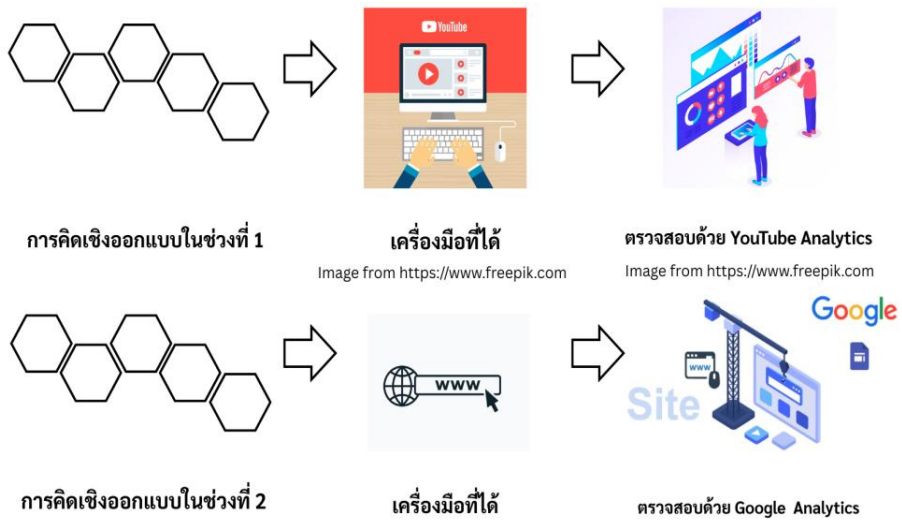 YouTube
การคิดเชิงออกแบบในช่วงที่ 1
เครื่องมือที่ได้
ตรวจสอบด้วย YouTube Analytics
Image from https://www.freepik.com
Image from https://www.freepik.com
Google
www
WWW
Site
การคิดเชิงออกแบบในช่วงที่ 2
เครื่องมือที่ได้
ตรวจสอบด้วย Google Analytics